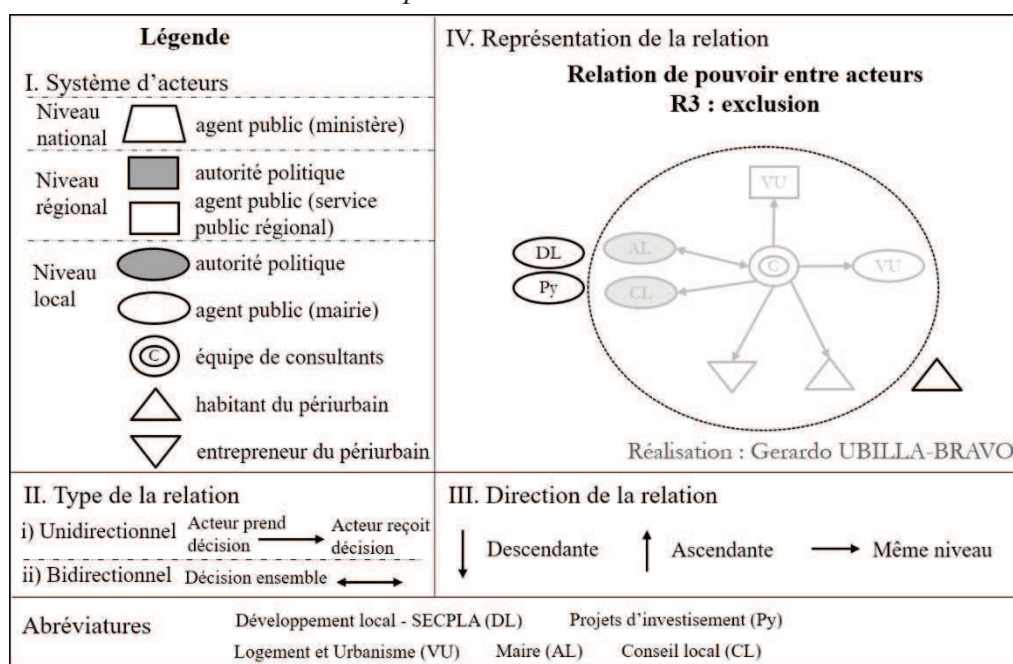 Légende
I. Système d'acteurs
Niveau
national
agent public (ministère)
Niveau
régional
autorité politique
agent public (service
public régional)
Niveau
local
autorité politique
agent public (mairie)
C
équipe de consultants
habitant du périurbain
entrepreneur du périurbain
IV. Représentation de la relation
Relation de pouvoir entre acteurs
R3 : exclusion
VU
DL
AL
C
VU
Py
CL
Réalisation : Gerardo UBILLA-BRAVO
II. Type de la relation
i) Unidirectionnel
Acteur prend
décision
Acteur reçoit
décision
ii) Bidirectionnel
Décision ensemble
III. Direction de la relation
Descendante
Ascendante
Même niveau
Abréviatures
Développement local - SECPLA (DL)
Projets d'investisement (Py)
Logement et Urbanisme (VU)
Maire (AL)
Conseil local (CL)